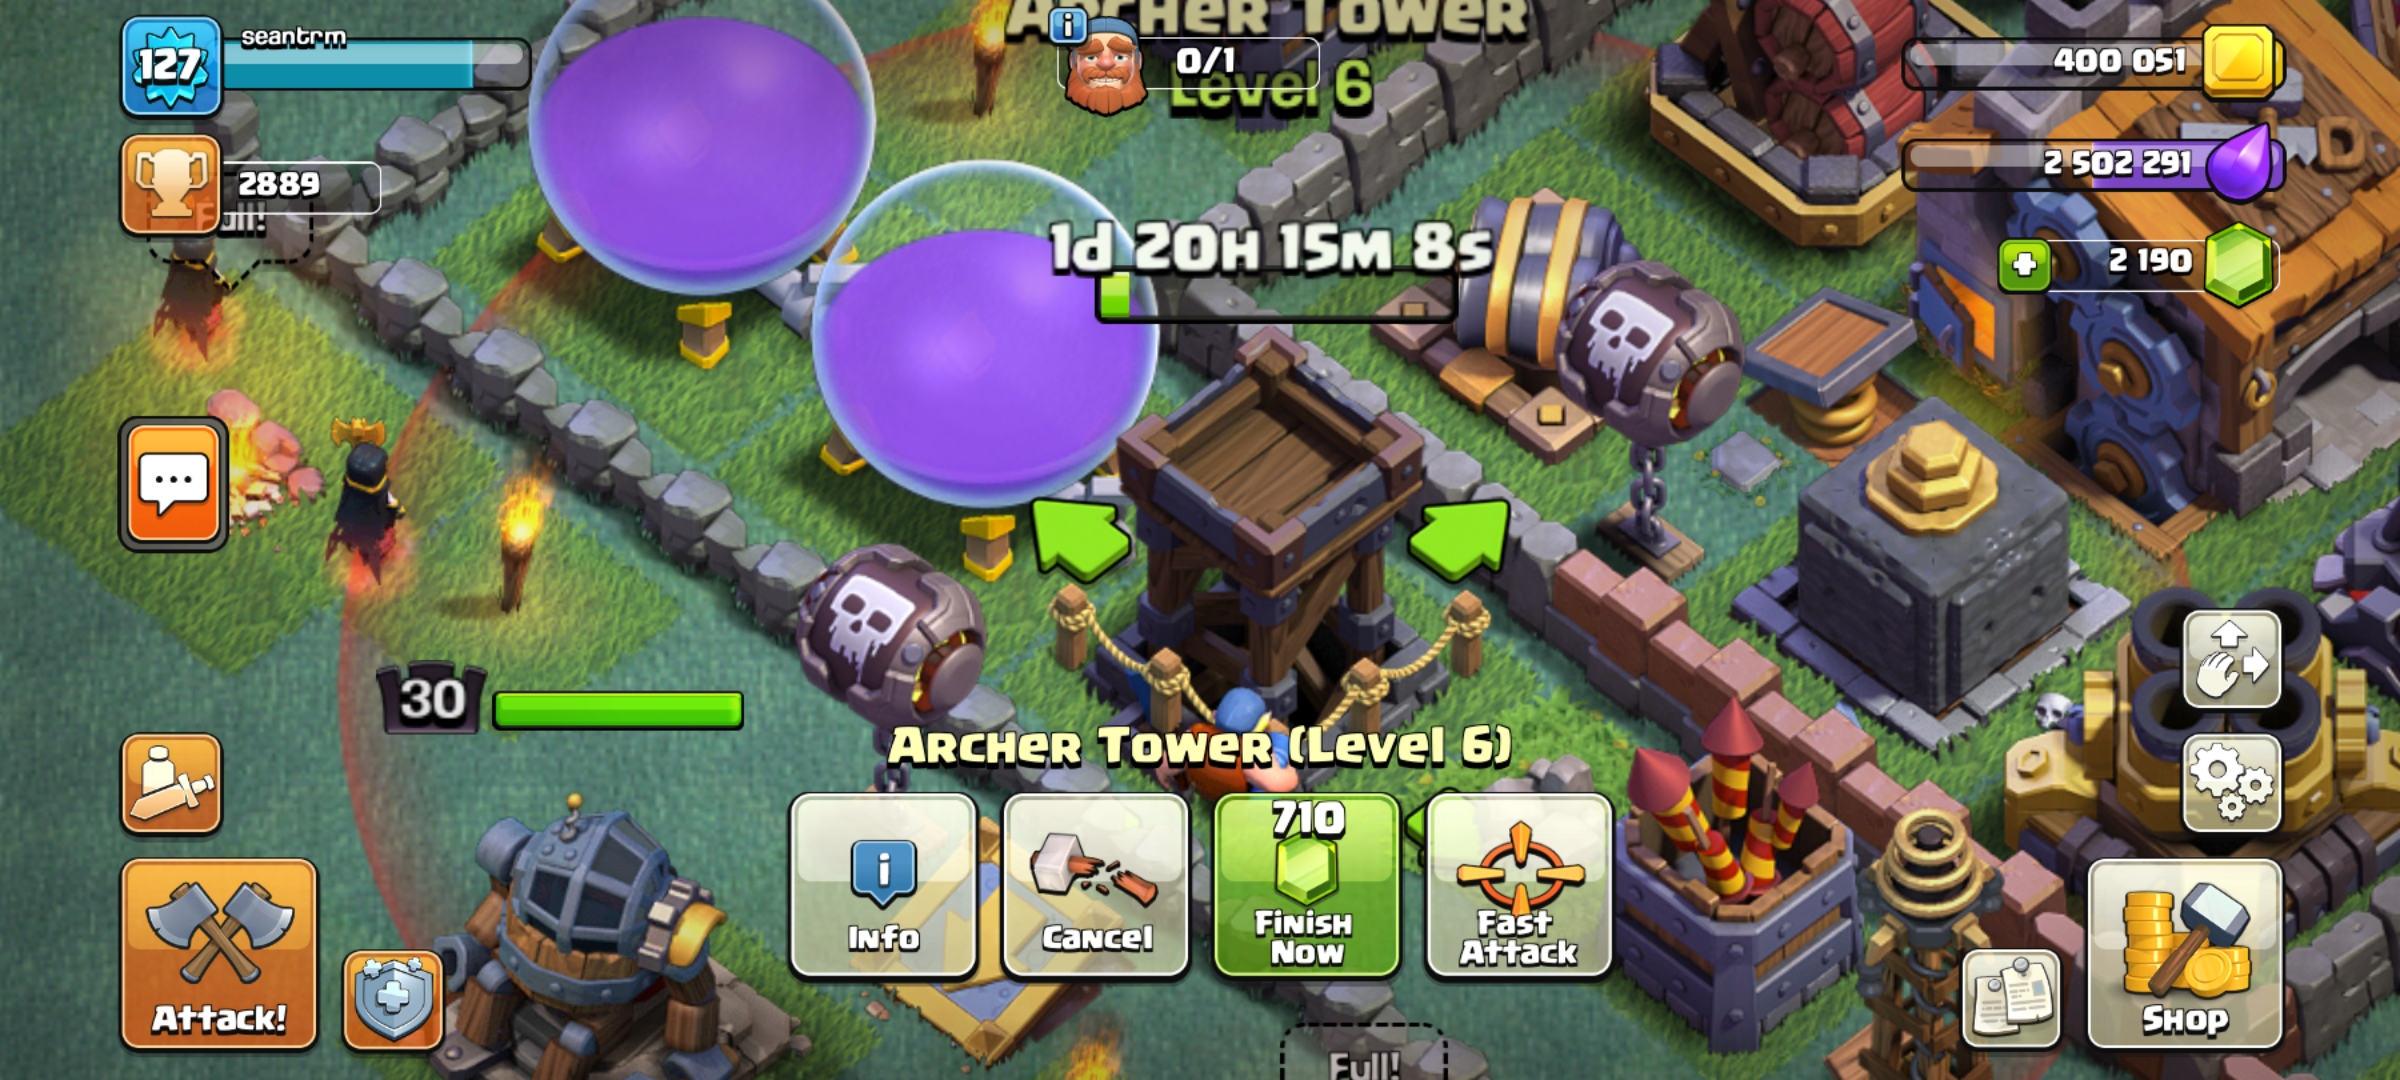 Archer Tower
Level 6
127
seantrm
0/1
400 051
2889
2 502 291
Full!
1d 20H 15M 8s
2 190
30
Archer Tower (Level 6)
710
Info
Cancel
Finish
Now
Fast
Attack
Attack!
Shop
Full!